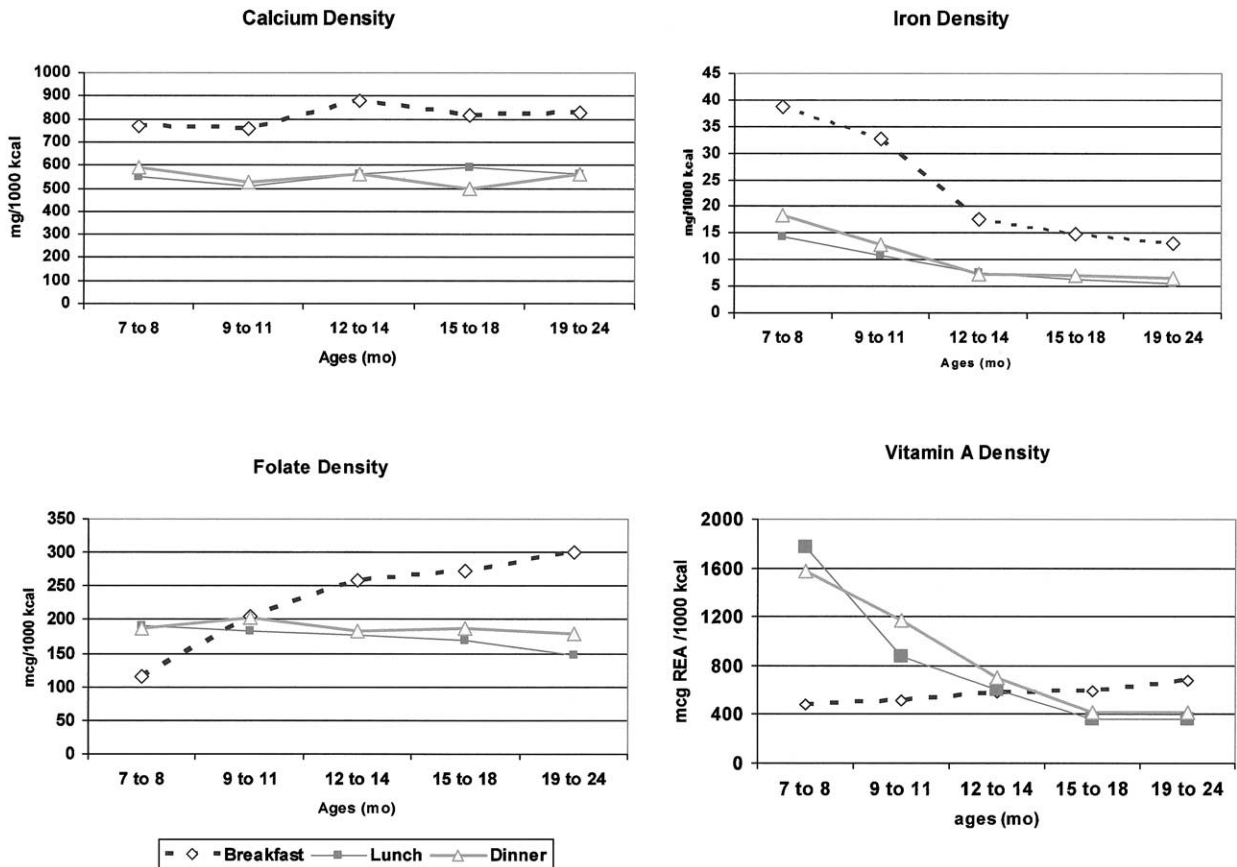 Calcium Density
1000
900
800
700
600
500
400
300
200
100
0
mg/1000 kcal
7 to 8 9 to 11 12 to 14 15 to 18 19 to 24
Ages (mo)
Iron Density
45
40
35
30
25
20
15
10
5
0
mg/1000 kcal
7 to 8 9 to 11 12 to 14 15 to 18 19 to 24
Ages (mo)
Folate Density
350
300
250
200
150
100
50
0
mcg/1000 kcal
7 to 8 9 to 11 12 to 14 15 to 18 19 to 24
Ages (mo)
Vitamin A Density
2000
1600
1200
800
400
0
mcg REA /1000 kcal
7 to 8 9 to 11 12 to 14 15 to 18 19 to 24
ages (mo)
Breakfast Lunch Dinner